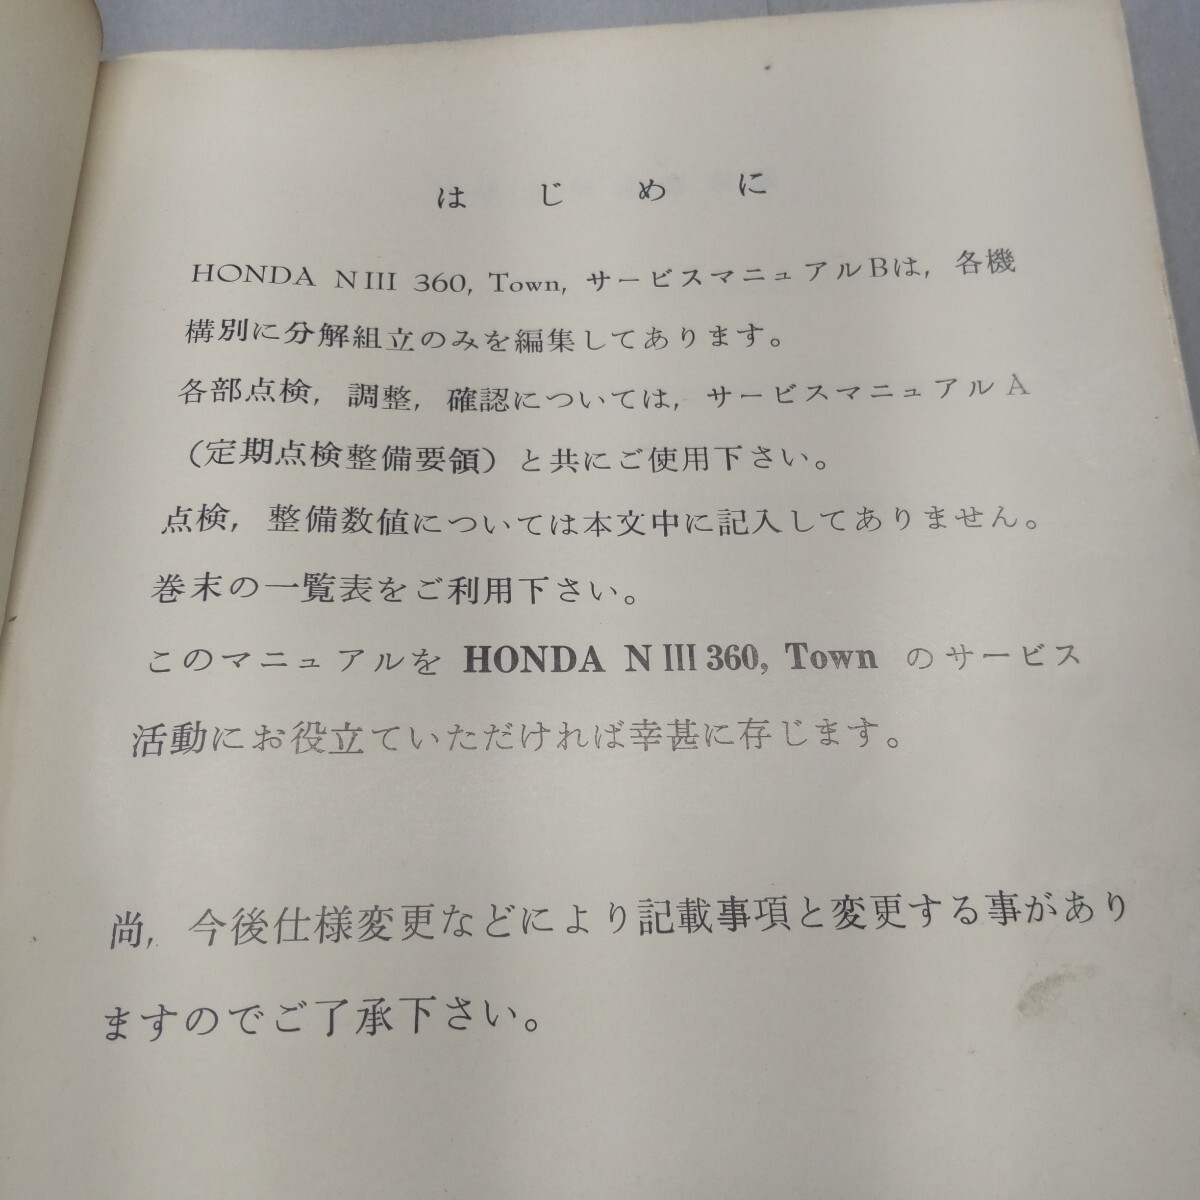 はじめに
HONDA NIII 360, Town, サービスマニュアルBは, 各機
構別に分解組立のみを編集してあります。
各部点検, 調整, 確認については, サービスマニュアルA
(定期点検整備要領) と共にご使用下さい。
点検, 整備数値については本文中に記入してありません。
巻末の一覧表をご利用下さい。
このマニュアルを HONDA N III 360, Town のサービス
活動にお役立ていただければ幸甚に存じます。
尚, 今後仕様変更などにより記載事項と変更する事があり
ますのでご了承下さい。